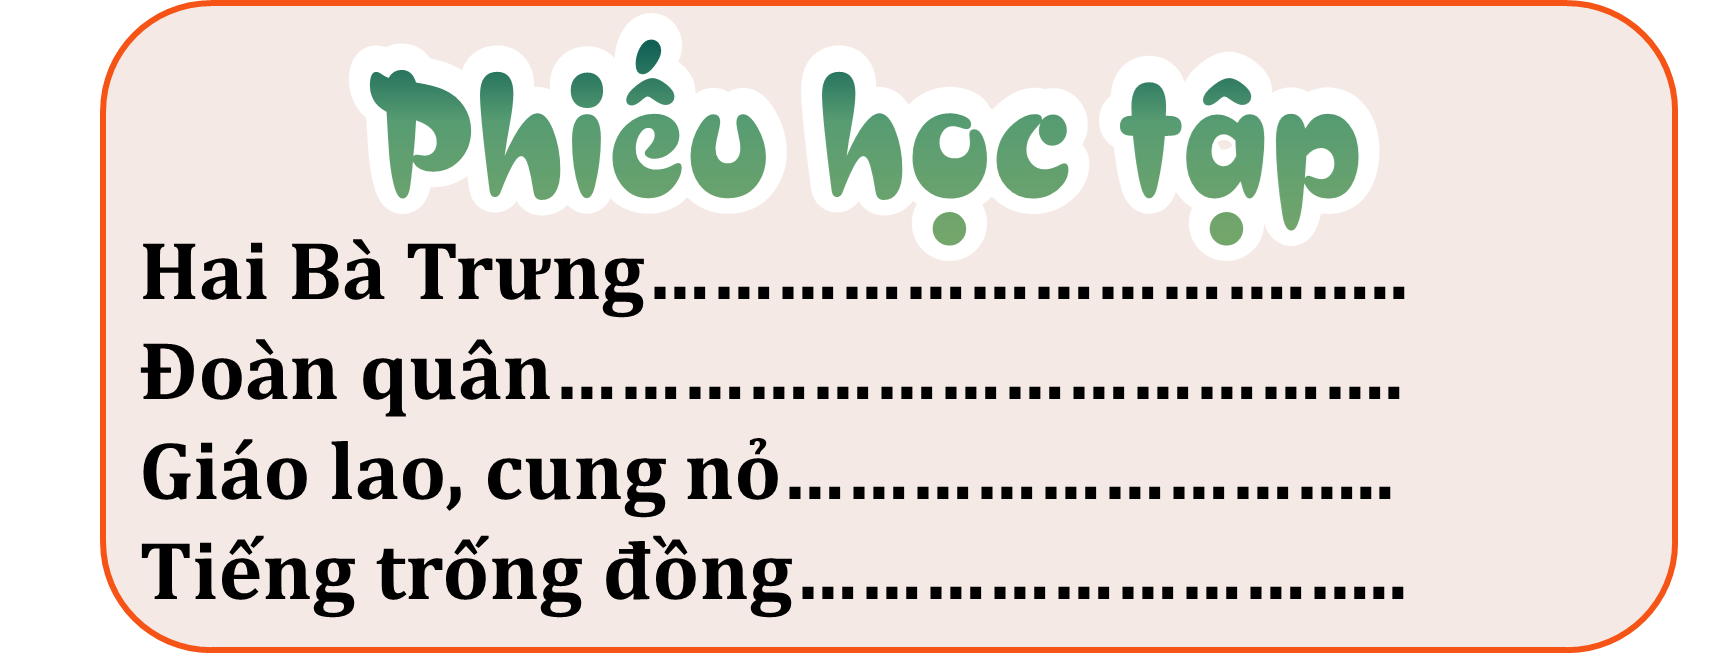 Phiếu học tập
Hai Bà Trưng……………………………………
Đoàn quân…………………………………….
Giáo lao, cung nỏ…………………………..
Tiếng trống đồng…………………………..